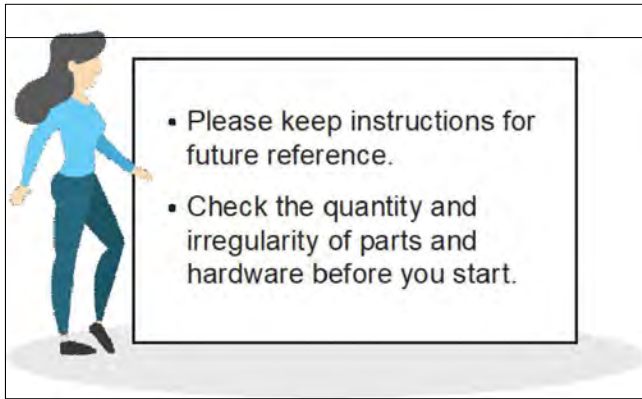 ▪ Please keep instructions for
future reference.
▪ Check the quantity and
irregularity of parts and
hardware before you start.